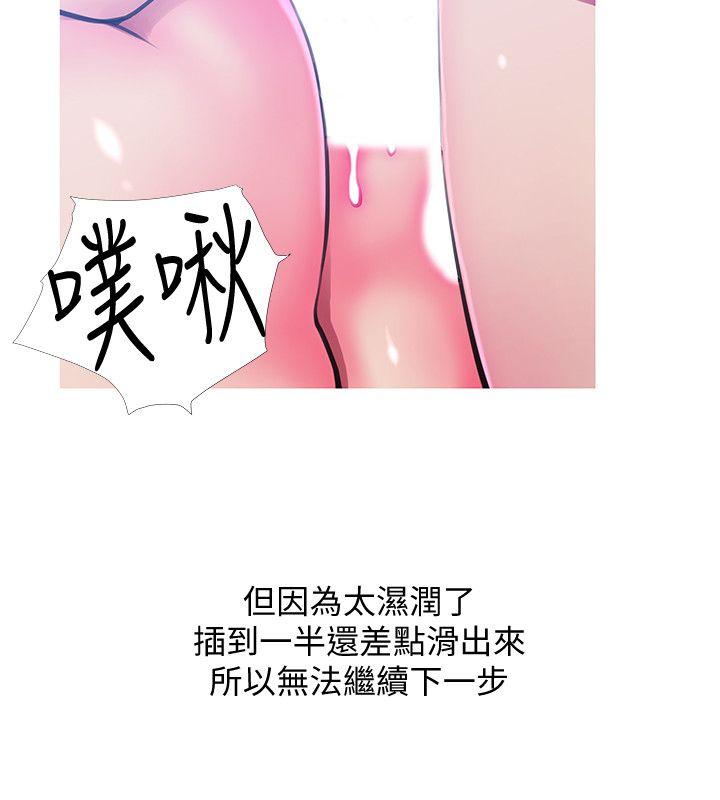 噗啾
但因為太濕潤了
插到一半還差點滑出來
所以無法繼續下一步